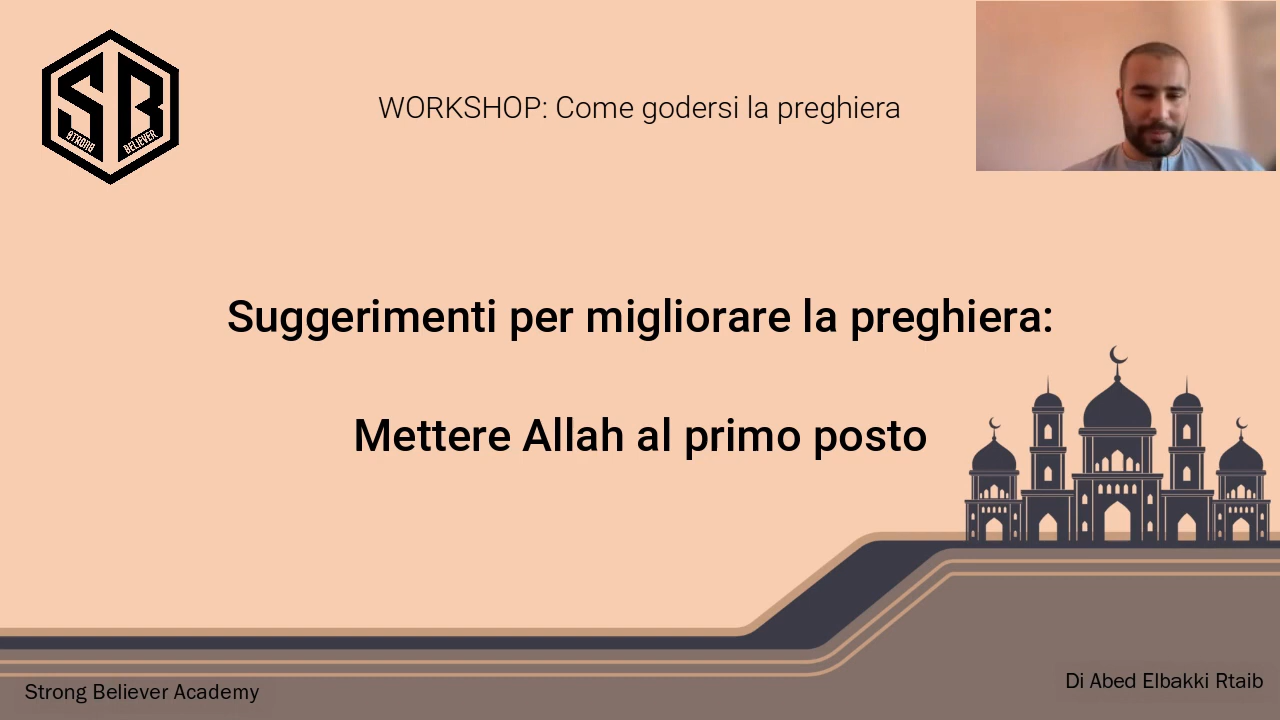 SB
STRONG BELIEVER
WORKSHOP: Come godersi la preghiera
Suggerimenti per migliorare la preghiera:
Mettere Allah al primo posto
Strong Believer Academy
Di Abed Elbakki Rtaib